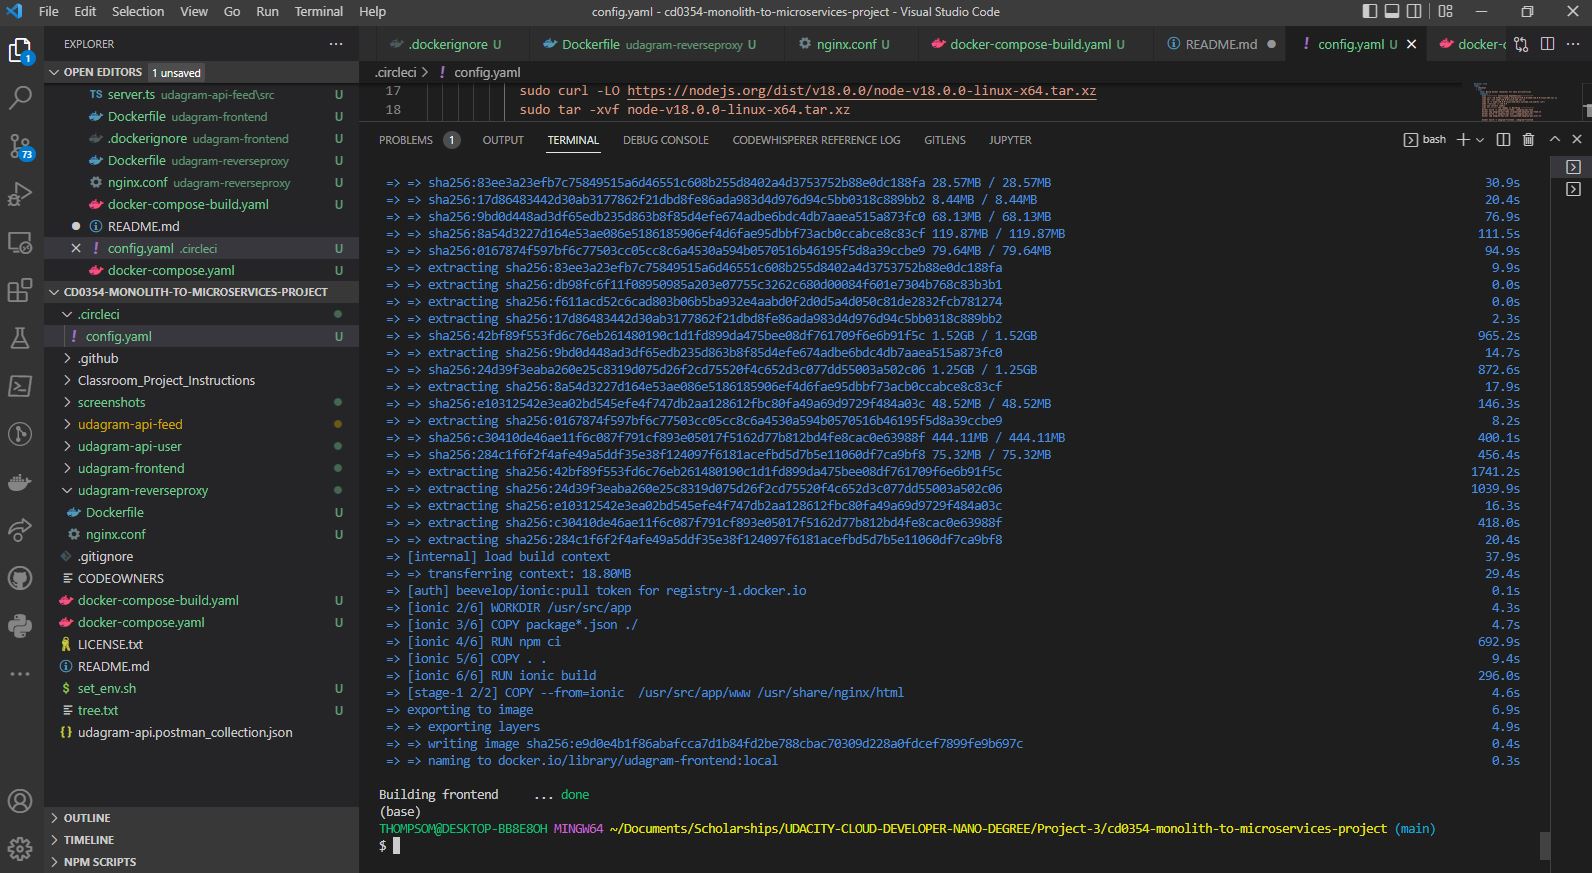 File Edit Selection View Go Run Terminal Help
config.yaml - cd0354-monolith-to-microservices-project - Visual Studio Code
EXPLORER
.dockerignore U
Dockerfile udagram-reverseproxy U
nginx.conf U
docker-compose-build.yaml U
README.md
config.yaml U
docker-c
OPEN EDITORS 1 unsaved
.circleci > config.yaml
server.ts udagram-api-feed\src U
17 sudo curl -LO https://nodejs.org/dist/v18.0.0/node-v18.0.0-linux-x64.tar.xz
18 sudo tar -xvf node-v18.0.0-linux-x64.tar.xz
Dockerfile udagram-frontend U
.dockerignore udagram-frontend U
Dockerfile udagram-reverseproxy U
nginx.conf udagram-reverseproxy U
docker-compose-build.yaml U
README.md
config.yaml .circleci U
docker-compose.yaml U
CD0354-MONOLITH-TO-MICROSERVICES-PROJECT
.circleci
config.yaml U
.github
Classroom_Project_Instructions
screenshots
udagram-api-feed
udagram-api-user
udagram-frontend
udagram-reverseproxy
Dockerfile U
nginx.conf U
.gitignore
CODEOWNERS
docker-compose-build.yaml U
docker-compose.yaml U
LICENSE.txt
README.md
set_env.sh U
tree.txt U
udagram-api.postman_collection.json
OUTLINE
TIMELINE
NPM SCRIPTS
1
73
PROBLEMS 1 OUTPUT TERMINAL DEBUG CONSOLE CODEWHISPERER REFERENCE LOG GITLENS JUPYTER
bash
=> => sha256:83ee3a23efb7c75849515a6d46551c608b255d8402a4d3753752b88e0dc188fa 28.57MB / 28.57MB 30.9s
=> => sha256:17d86483442d30ab3177862f21dbd8fe86ada983d4d976d94c5bb0318c889bb2 8.44MB / 8.44MB 20.4s
=> => sha256:9bd0d448ad3df65edb235d863b8f85d4efe674adbe6bdc4db7aaea515a873fc0 68.13MB / 68.13MB 76.9s
=> => sha256:8a54d3227d164e53ae086e5186185906ef4d6fae95dbbf73acb0ccabce8c83cf 119.87MB / 119.87MB 111.5s
=> => sha256:0167874f597bf6c77503cc05cc8c6a4530a594b0570516b46195f5d8a39ccbe9 79.64MB / 79.64MB 94.9s
=> => extracting sha256:83ee3a23efb7c75849515a6d46551c608b255d8402a4d3753752b88e0dc188fa 9.9s
=> => extracting sha256:db98fc6f11f08950985a203e07755c3262c680d00084f601e7304b768c83b3b1 0.0s
=> => extracting sha256:f611acd52c6cad803b06b5ba932e4aabd0f2d0d5a4d050c81de2832fcb781274 0.0s
=> => extracting sha256:17d86483442d30ab3177862f21dbd8fe86ada983d4d976d94c5bb0318c889bb2 2.3s
=> => sha256:42bf89f553fd6c76eb261480190c1d1fd899da475bee08df761709f6e6b91f5c 1.52GB / 1.52GB 965.2s
=> => extracting sha256:9bd0d448ad3df65edb235d863b8f85d4efe674adbe6bdc4db7aaea515a873fc0 14.7s
=> => sha256:24d39f3eaba260e25c8319d075d26f2cd75520f4c652d3c077dd55003a502c06 1.25GB / 1.25GB 872.6s
=> => extracting sha256:8a54d3227d164e53ae086e5186185906ef4d6fae95dbbf73acb0ccabce8c83cf 17.9s
=> => sha256:e10312542e3ea02bd545efe4f747db2aa128612fbc80fa49a69d9729f484a03c 48.52MB / 48.52MB 146.3s
=> => extracting sha256:0167874f597bf6c77503cc05cc8c6a4530a594b0570516b46195f5d8a39ccbe9 8.2s
=> => sha256:c30410de46ae11f6c087f791cf893e05017f5162d77b812bd4fe8cac0e63988f 444.11MB / 444.11MB 400.1s
=> => sha256:284c1f6f2f4afe49a5ddf35e38f124097f6181acefbd5d7b5e11060df7ca9bf8 75.32MB / 75.32MB 456.4s
=> => extracting sha256:42bf89f553fd6c76eb261480190c1d1fd899da475bee08df761709f6e6b91f5c 1741.2s
=> => extracting sha256:24d39f3eaba260e25c8319d075d26f2cd75520f4c652d3c077dd55003a502c06 1039.9s
=> => extracting sha256:e10312542e3ea02bd545efe4f747db2aa128612fbc80fa49a69d9729f484a03c 16.3s
=> => extracting sha256:c30410de46ae11f6c087f791cf893e05017f5162d77b812bd4fe8cac0e63988f 418.0s
=> => extracting sha256:284c1f6f2f4afe49a5ddf35e38f124097f6181acefbd5d7b5e11060df7ca9bf8 20.4s
=> [internal] load build context 37.9s
=> => transferring context: 18.80MB 29.4s
=> [auth] beevelop/ionic:pull token for registry-1.docker.io 0.1s
=> [ionic 2/6] WORKDIR /usr/src/app 4.3s
=> [ionic 3/6] COPY package*.json ./ 4.7s
=> [ionic 4/6] RUN npm ci 692.9s
=> [ionic 5/6] COPY . . 9.4s
=> [ionic 6/6] RUN ionic build 296.0s
=> [stage-1 2/2] COPY --from=ionic /usr/src/app/www /usr/share/nginx/html 4.6s
=> exporting to image 6.9s
=> => exporting layers 4.9s
=> => writing image sha256:e9d0e4b1f86abafcca7d1b84fd2be788cbac70309d228a0fdcef7899fe9b697c 0.4s
=> => naming to docker.io/library/udagram-frontend:local 0.3s
Building frontend ... done
(base)
THOMPSOM@DESKTOP-BB8E8OH MINGW64 ~/Documents/Scholarships/UDACITY-CLOUD-DEVELOPER-NANO-DEGREE/Project-3/cd0354-monolith-to-microservices-project (main)
$